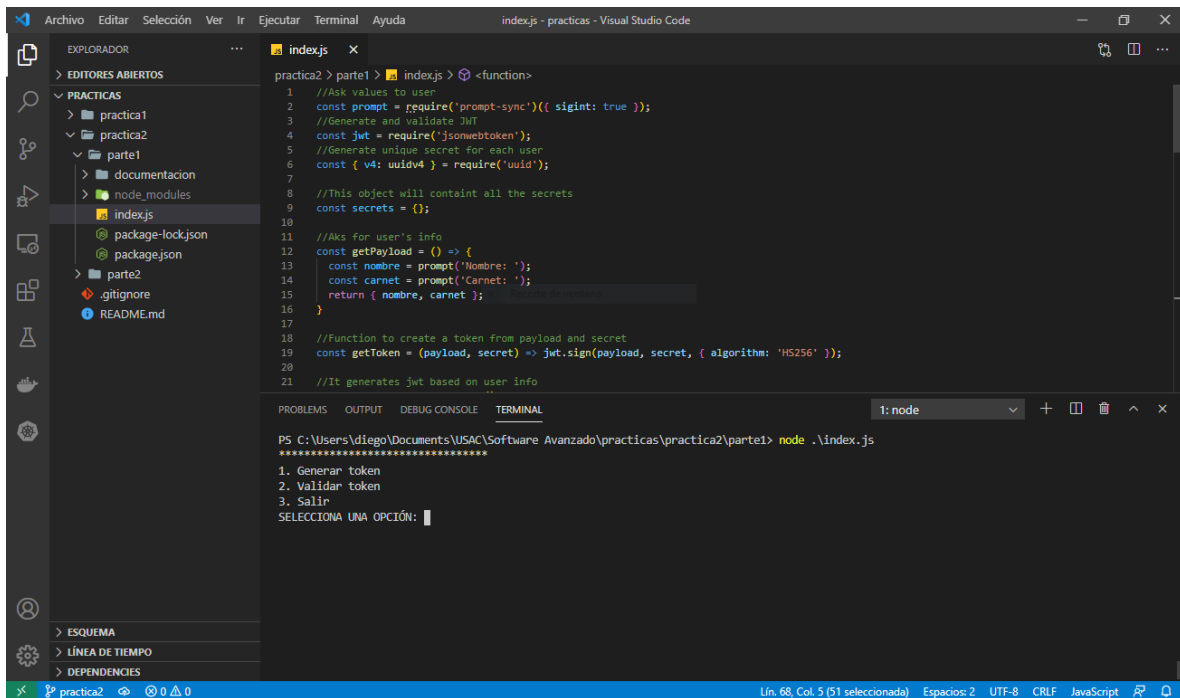 Archivo Editar Selección Ver Ir Ejecutar Terminal Ayuda
index.js - practicas - Visual Studio Code
EXPLORADOR
EDITORES ABIERTOS
PRACTICAS
practica1
practica2
parte1
documentacion
node_modules
index.js
package-lock.json
package.json
parte2
.gitignore
README.md
ESQUEMA
LÍNEA DE TIEMPO
DEPENDENCIES
JS index.js
practica2 > parte1 > JS index.js > <function>
1 //Ask values to user
2 const prompt = require('prompt-sync')({ sigint: true });
3 //Generate and validate JWT
4 const jwt = require('jsonwebtoken');
5 //Generate unique secret for each user
6 const { v4: uuidv4 } = require('uuid');
7
8 //This object will containt all the secrets
9 const secrets = {};
10
11 //Aks for user's info
12 const getPayload = () => {
13 const nombre = prompt('Nombre: ');
14 const carnet = prompt('Carnet: ');
15 return { nombre, carnet };
16 }
17
18 //Function to create a token from payload and secret
19 const getToken = (payload, secret) => jwt.sign(payload, secret, { algorithm: 'HS256' });
20
21 //It generates jwt based on user info
PROBLEMS OUTPUT DEBUG CONSOLE TERMINAL
1: node
PS C:\Users\diego\Documents\USAC\Software Avanzado\practicas\practica2\parte1> node .\index.js
*********************************
1. Generar token
2. Validar token
3. Salir
SELECCIONA UNA OPCIÓN:
practica2 0 0
Lín. 68, Col. 5 (51 seleccionada) Espacios: 2 UTF-8 CRLF JavaScript